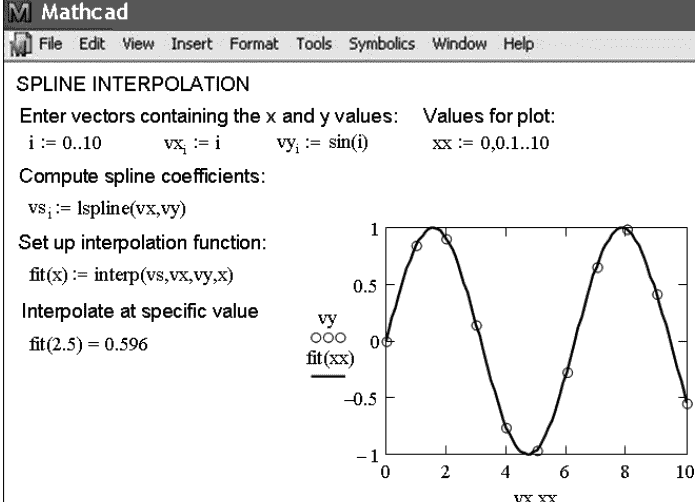 Mathcad
File Edit View Insert Format Tools Symbolics Window Help
SPLINE INTERPOLATION
Enter vectors containing the x and y values: Values for plot:
i := 0..10 vxᵢ := i vyᵢ := sin(i) xx := 0,0.1..10
Compute spline coefficients:
vsᵢ := lspline(vx,vy)
Set up interpolation function:
fit(x) := interp(vs,vx,vy,x)
Interpolate at specific value
fit(2.5) = 0.596
vy
fit(xx)
1
0.5
0
−0.5
−1
0 2 4 6 8 10
vx,xx